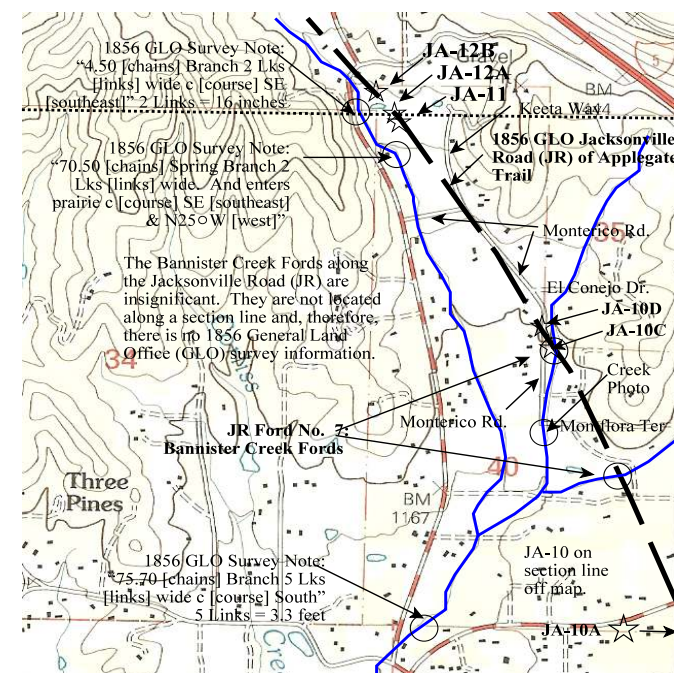 1856 GLO Survey Note:
“4.50 [chains] Branch 2 Lks
[links] wide c [course] SE
[southeast]” 2 Links = 16 inches
JA-12B
Gravel
JA-12A
JA-11
5
BM
Keeta Way
1856 GLO Jacksonville
Road (JR) of Applegate
Trail
1856 GLO Survey Note:
“70.50 [chains] Spring Branch 2
Lks [links] wide. And enters
prairie c [course] SE [southeast]
& N25○W [west]”
Monterico Rd.
35
The Bannister Creek Fords along
the Jacksonville Road (JR) are
insignificant. They are not located
along a section line and, therefore,
there is no 1856 General Land
Office (GLO) survey information.
El Conejo Dr.
JA-10D
JA-10C
34
Creek
Photo
Monterico Rd.
Moniflora Ter
JR Ford No. 7:
Bannister Creek Fords
40
Three
Pines
BM
1167
1856 GLO Survey Note:
“75.70 [chains] Branch 5 Lks
[links] wide c [course] South”
5 Links = 3.3 feet
JA-10 on
section line
off map.
JA-10A
Creek